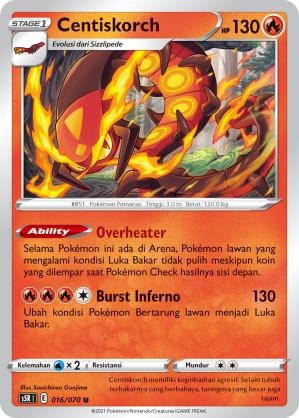 STAGE 1
Centiskorch
HP 130
Evolusi dari Sizzlipede
#851 Pokémon Pemanas. Tinggi: 3.0 m Berat: 120.0 kg
Ability Overheater
Selama Pokémon ini ada di Arena, Pokémon lawan yang
mengalami kondisi Luka Bakar tidak pulih meskipun koin
yang dilempar saat Pokémon Check hasilnya sisi depan.
Burst Inferno 130
Ubah kondisi Pokémon Bertarung lawan menjadi Luka
Bakar.
Kelemahan ×2 Resistansi Mundur
Illus. Souichirou Gunjima
s5R I E 016/070 U
Centiskorch memiliki kepribadian agresif. Selain tubuh
terbakarnya yang berbahaya, taringnya yang besar juga
tajam.
©2021 Pokémon/Nintendo/Creatures/GAME FREAK.